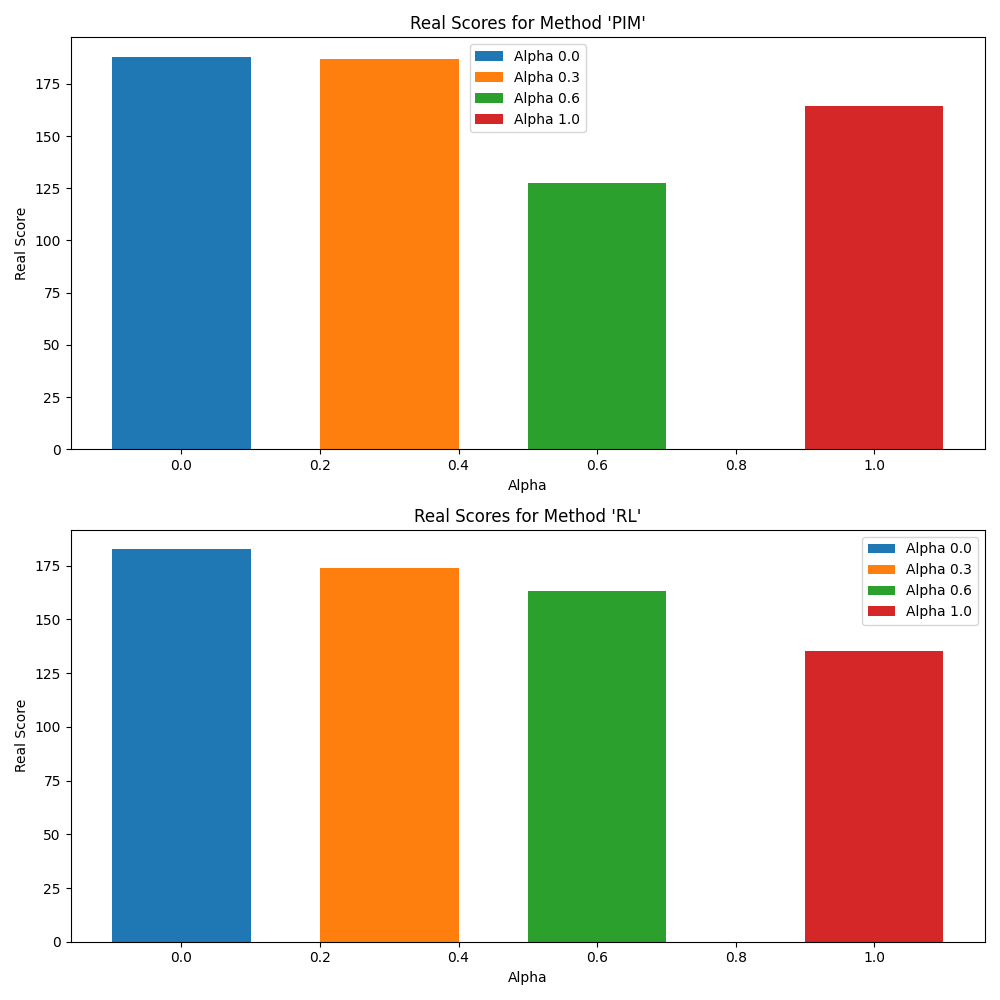 Real Scores for Method 'PIM'
Alpha 0.0
Alpha 0.3
Alpha 0.6
Alpha 1.0
175
150
125
100
75
50
25
0
Real Score
0.0 0.2 0.4 0.6 0.8 1.0
Alpha
Real Scores for Method 'RL'
Alpha 0.0
Alpha 0.3
Alpha 0.6
Alpha 1.0
175
150
125
100
75
50
25
0
Real Score
0.0 0.2 0.4 0.6 0.8 1.0
Alpha